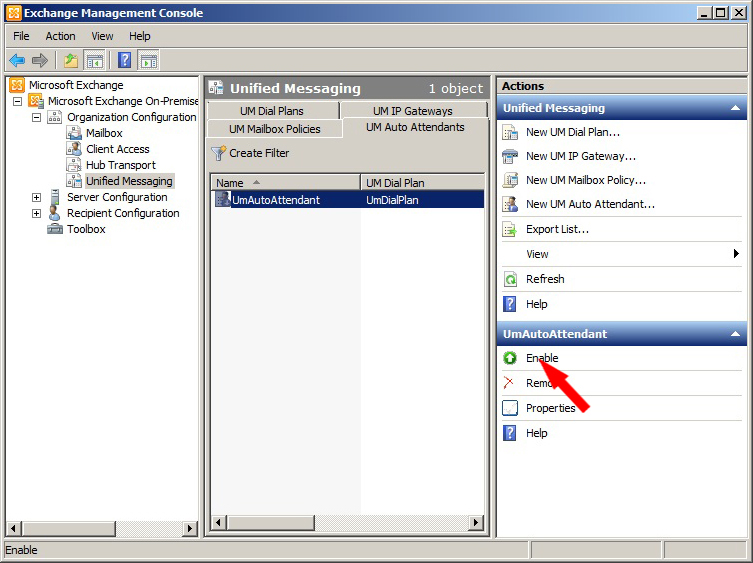 Exchange Management Console
File Action View Help
Microsoft Exchange
Microsoft Exchange On-Premise
Organization Configuration
Mailbox
Client Access
Hub Transport
Unified Messaging
Server Configuration
Recipient Configuration
Toolbox
Unified Messaging 1 object
UM Dial Plans UM IP Gateways
UM Mailbox Policies UM Auto Attendants
Create Filter
Name UM Dial Plan
UmAutoAttendant UmDialPlan
Actions
Unified Messaging
New UM Dial Plan...
New UM IP Gateway...
New UM Mailbox Policy...
New UM Auto Attendant...
Export List...
View
Refresh
Help
UmAutoAttendant
Enable
Remo
Properties
Help
Enable